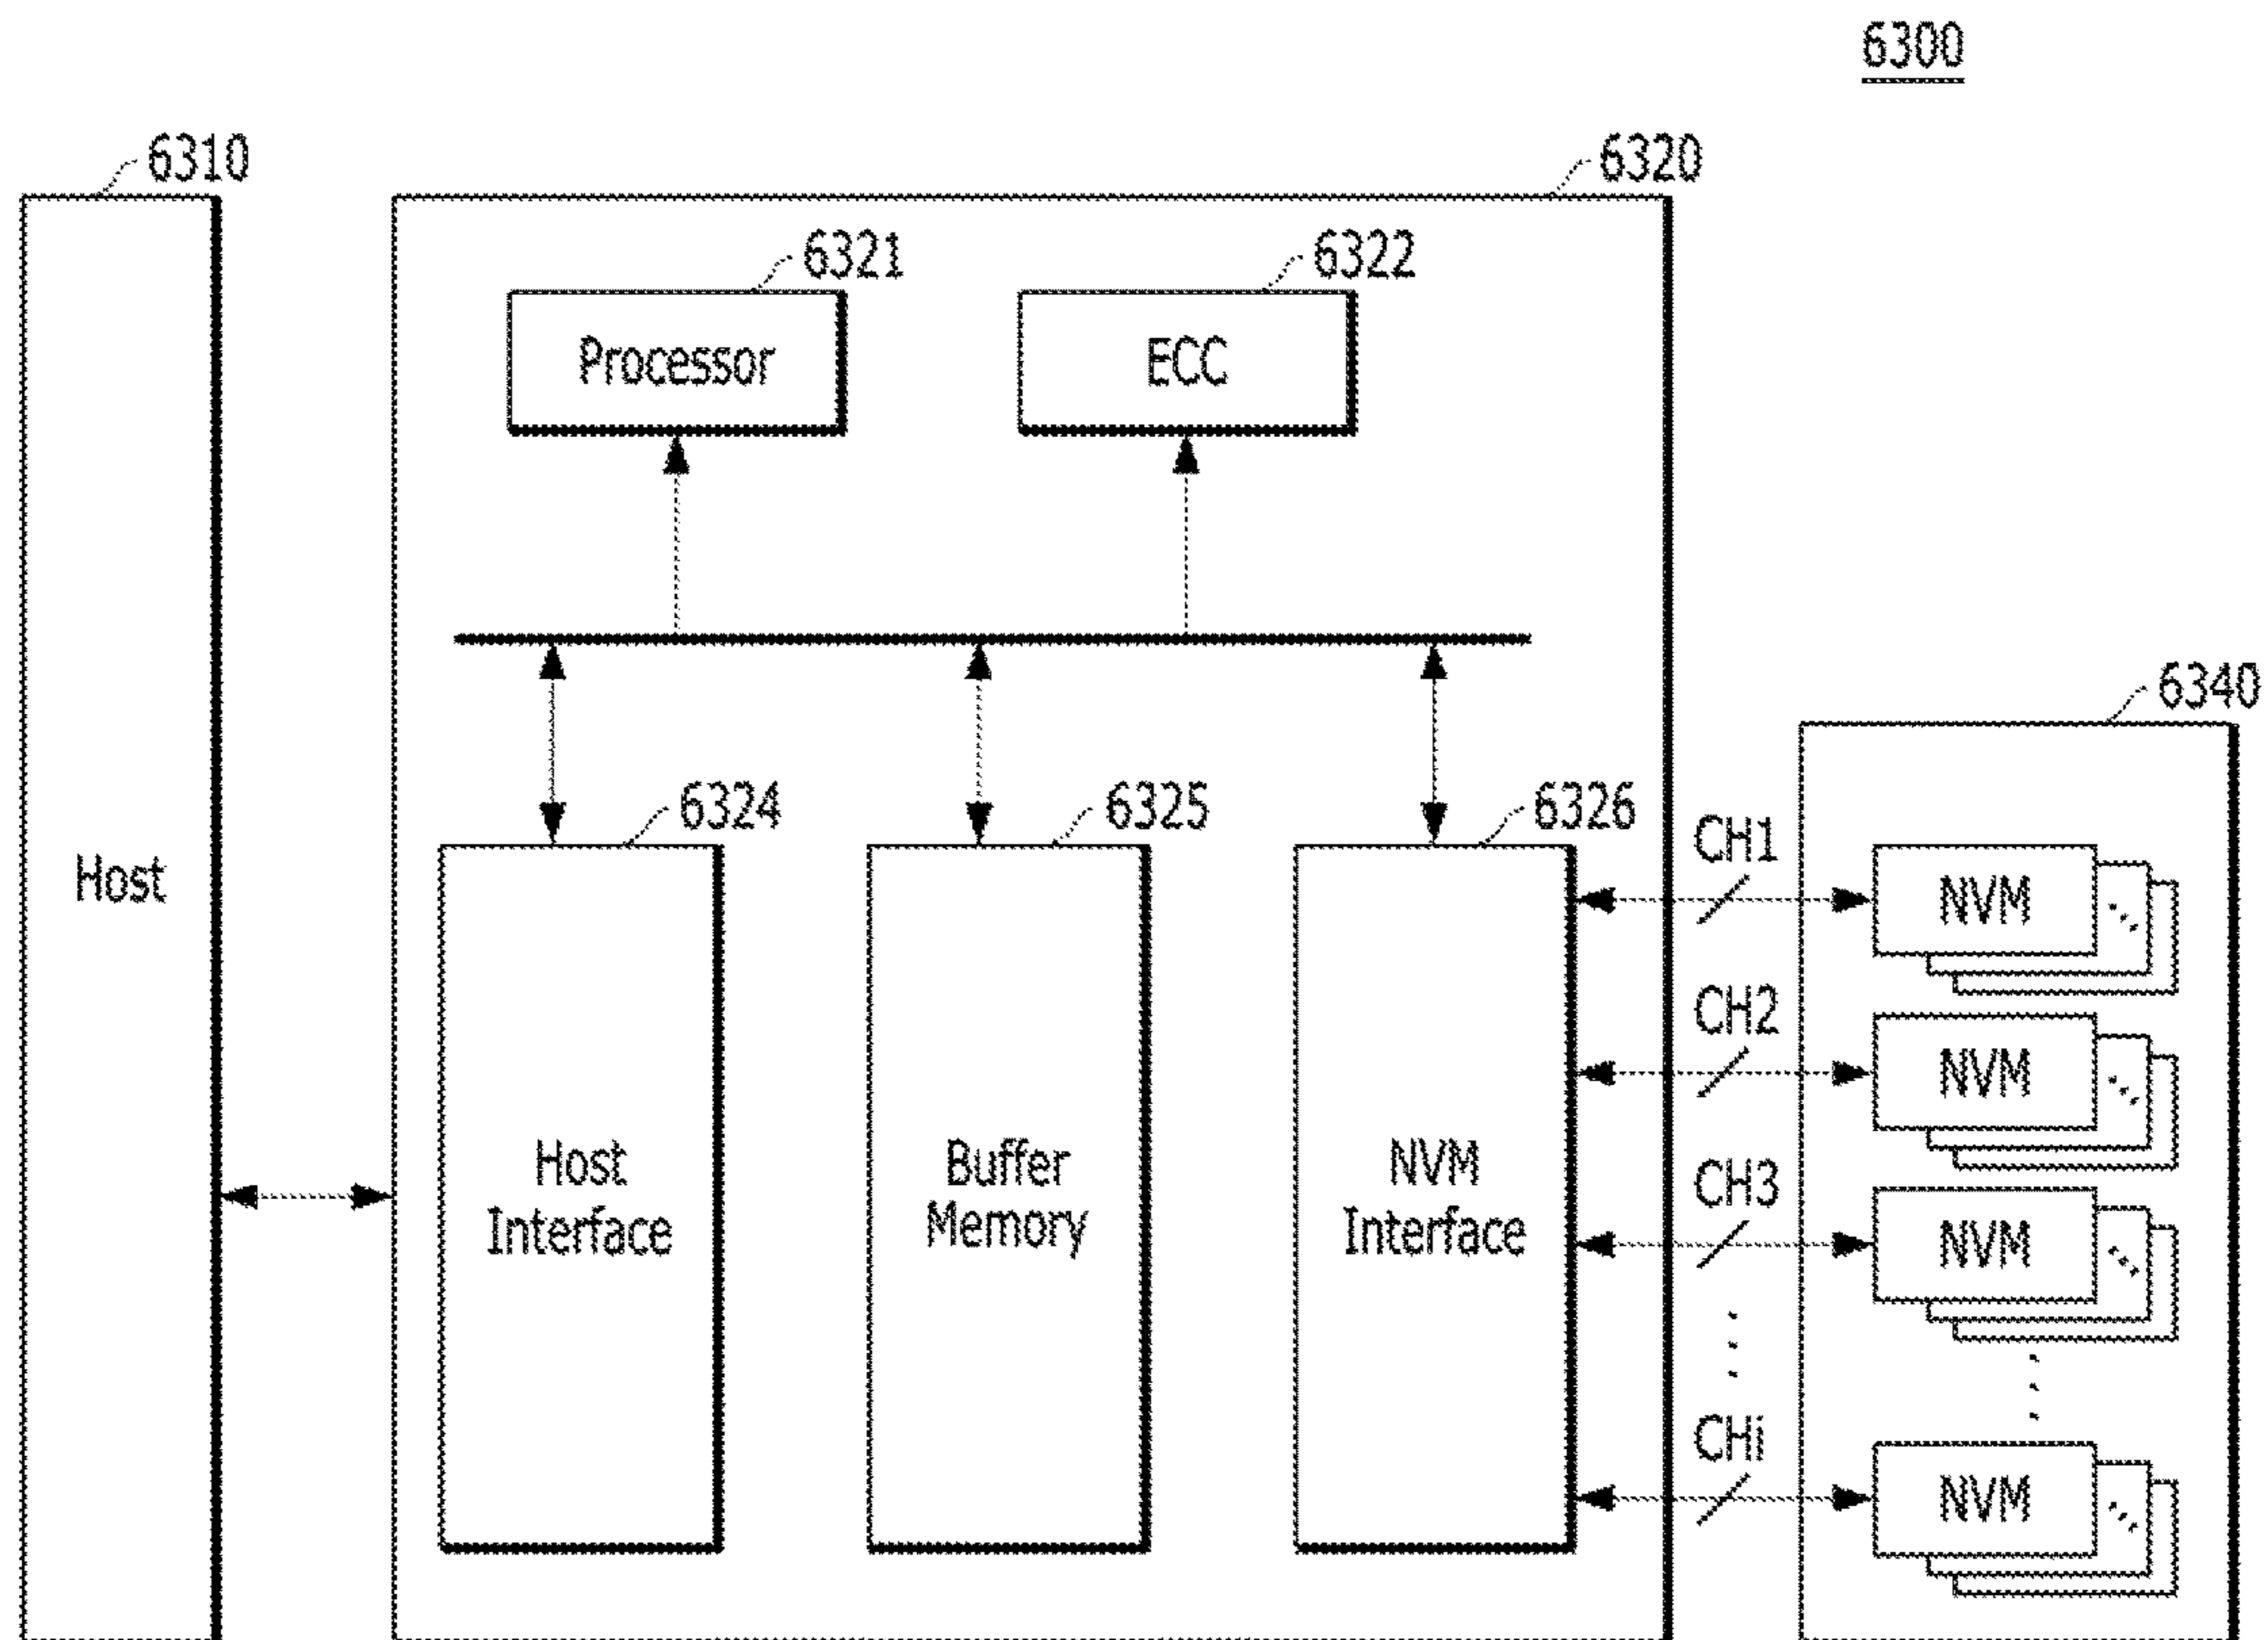 6300
6310
6320
6321
6322
Processor
ECC
6340
6324
6325
6326
CH1
Host
NVM
CH2
NVM
Host
Interface
Buffer
Memory
NVM
Interface
CH3
NVM
CHi
NVM